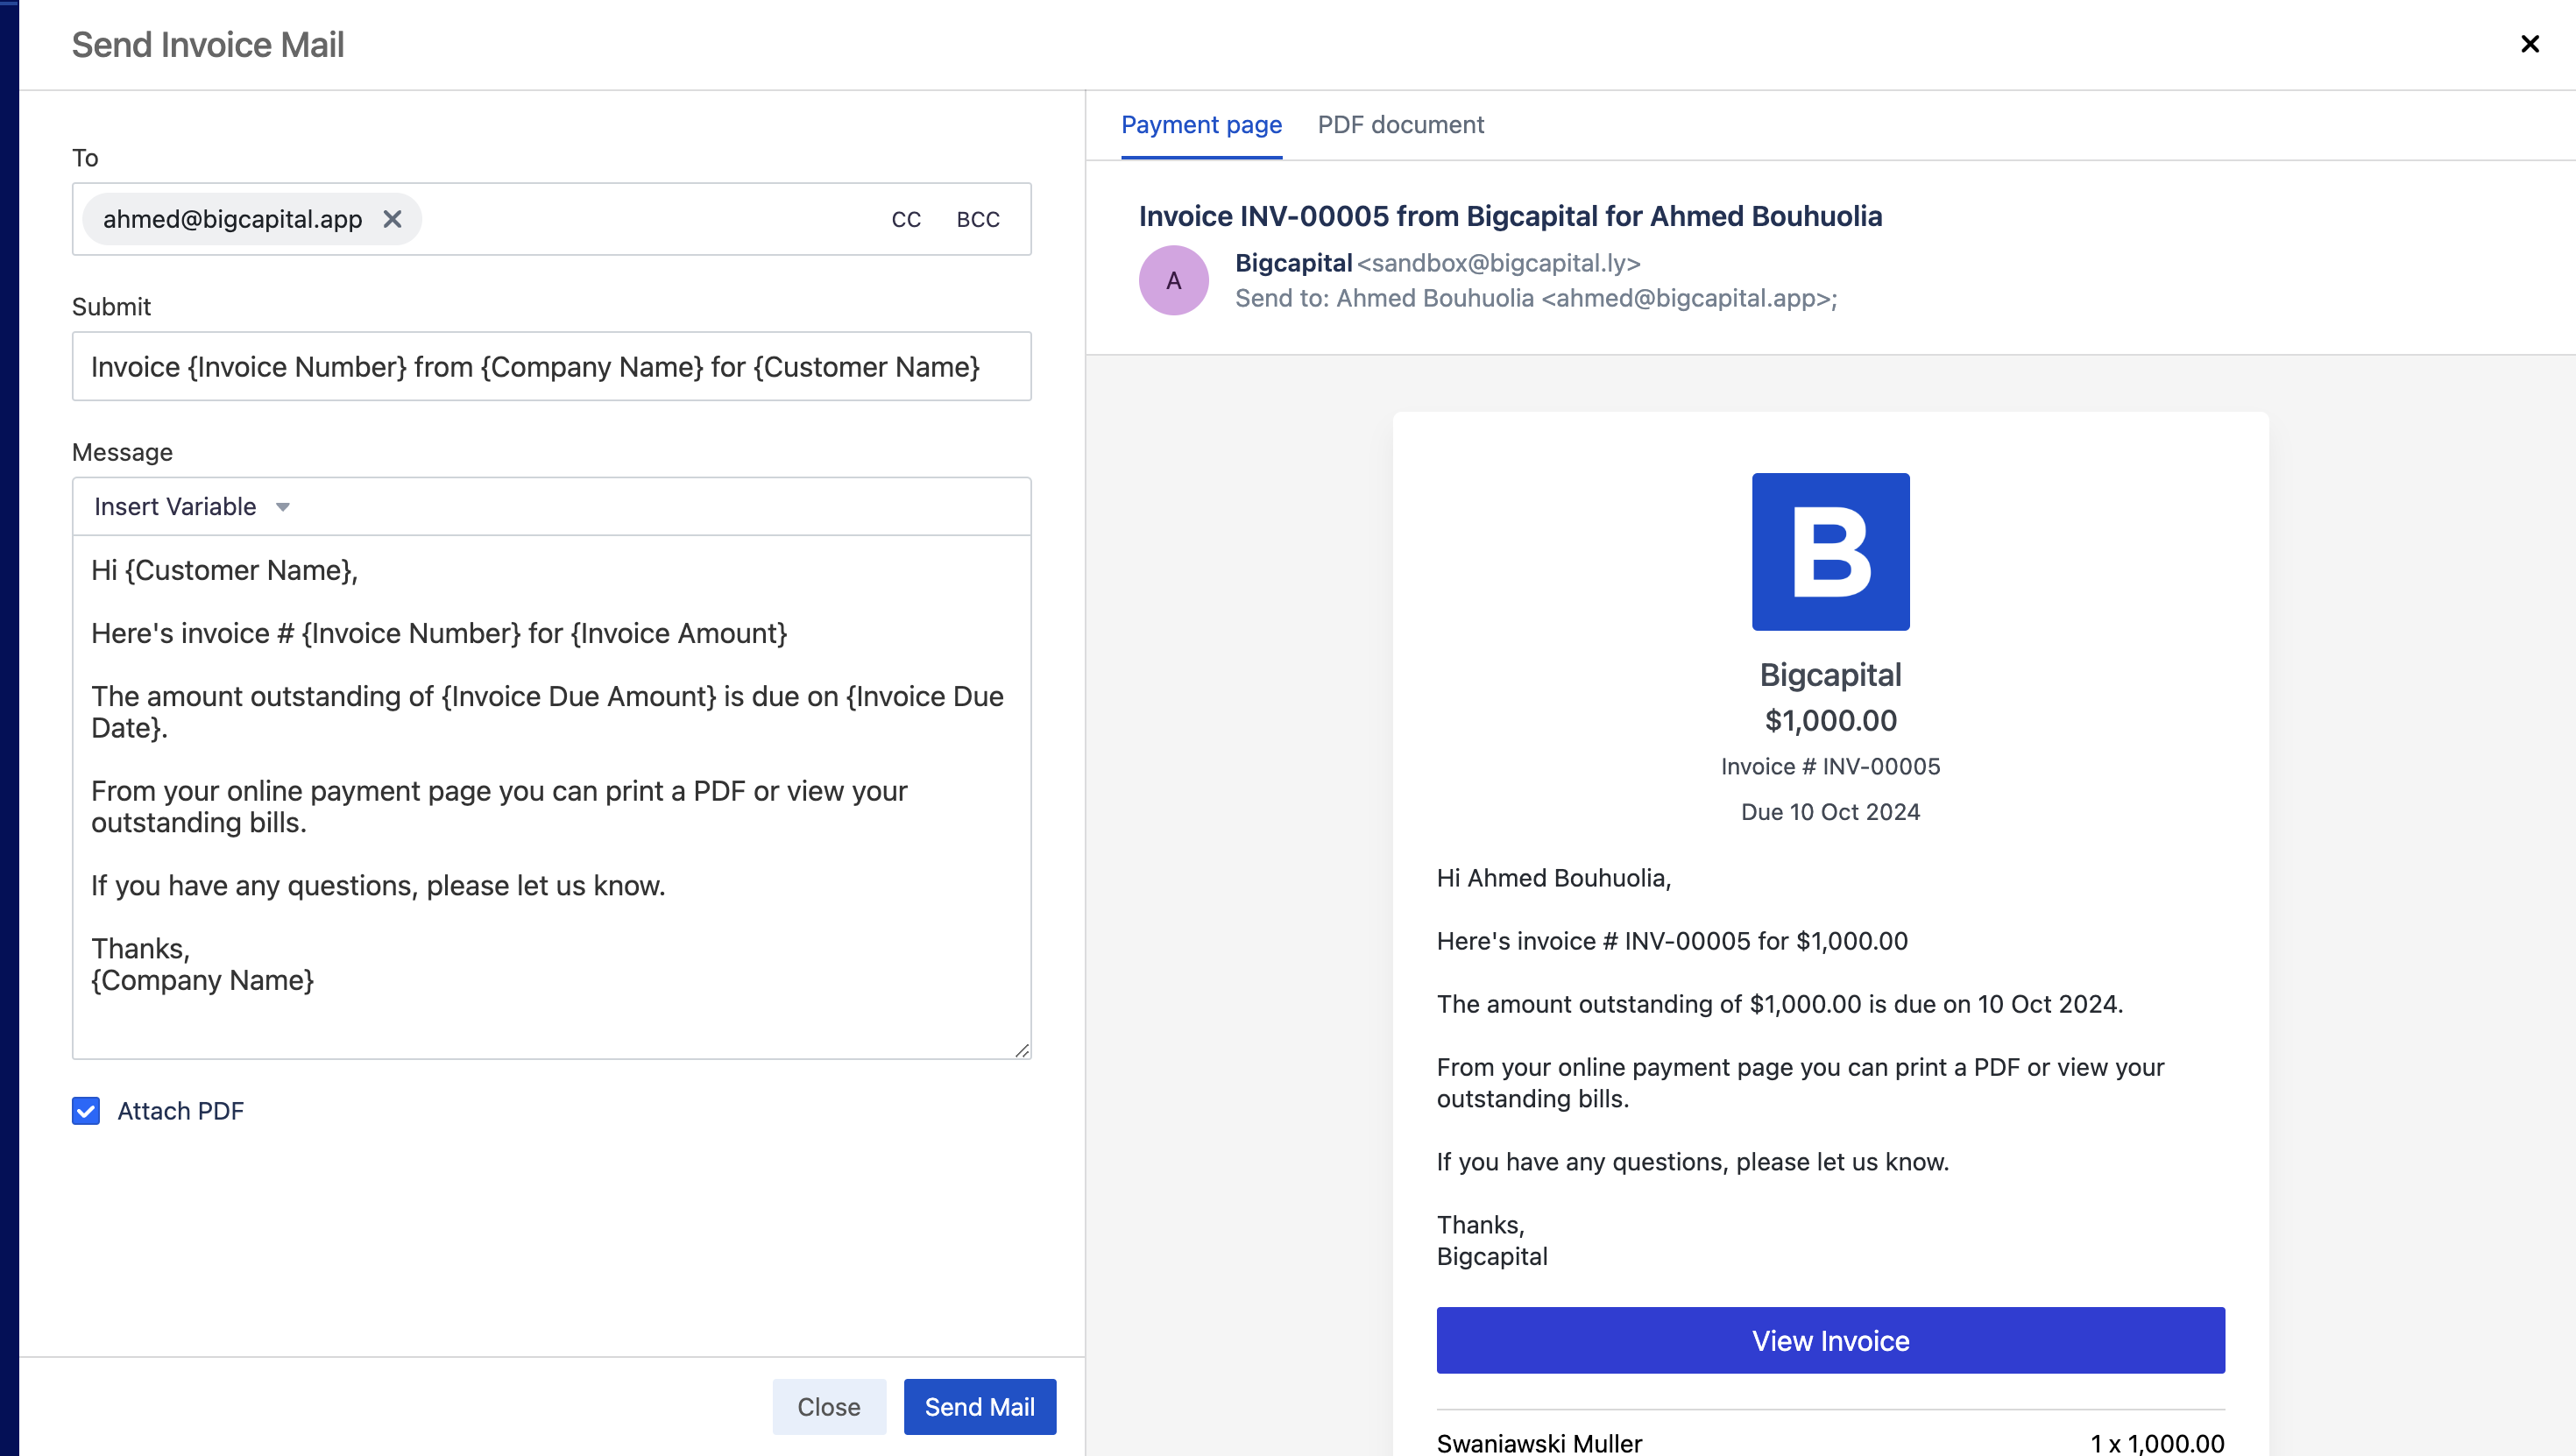 Send Invoice Mail
To
ahmed@bigcapital.app
CC
BCC
Submit
Invoice {Invoice Number} from {Company Name} for {Customer Name}
Message
Insert Variable
Hi {Customer Name},
Here's invoice # {Invoice Number} for {Invoice Amount}
The amount outstanding of {Invoice Due Amount} is due on {Invoice Due
Date}.
From your online payment page you can print a PDF or view your
outstanding bills.
If you have any questions, please let us know.
Thanks,
{Company Name}
Attach PDF
Close
Send Mail
Payment page
PDF document
Invoice INV-00005 from Bigcapital for Ahmed Bouhuolia
A
Bigcapital <sandbox@bigcapital.ly>
Send to: Ahmed Bouhuolia <ahmed@bigcapital.app>;
B
Bigcapital
$1,000.00
Invoice # INV-00005
Due 10 Oct 2024
Hi Ahmed Bouhuolia,
Here's invoice # INV-00005 for $1,000.00
The amount outstanding of $1,000.00 is due on 10 Oct 2024.
From your online payment page you can print a PDF or view your
outstanding bills.
If you have any questions, please let us know.
Thanks,
Bigcapital
View Invoice
Swaniawski Muller 1 x 1,000.00